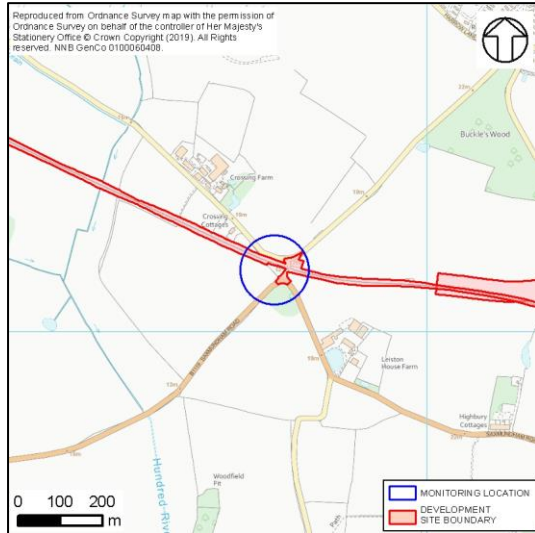 Reproduced from Ordnance Survey map with the permission of
Ordnance Survey on behalf of the controller of Her Majesty's
Stationery Office © Crown Copyright (2019). All Rights
reserved. NNB GenCo 0100060408.
Buckle's Wood
Crossing Farm
Crossing Cottages
Leiston
House Farm
Highbury
Cottages
Woodfield
Hundred River
Path
0 100 200
m
MONITORING LOCATION
DEVELOPMENT
SITE BOUNDARY